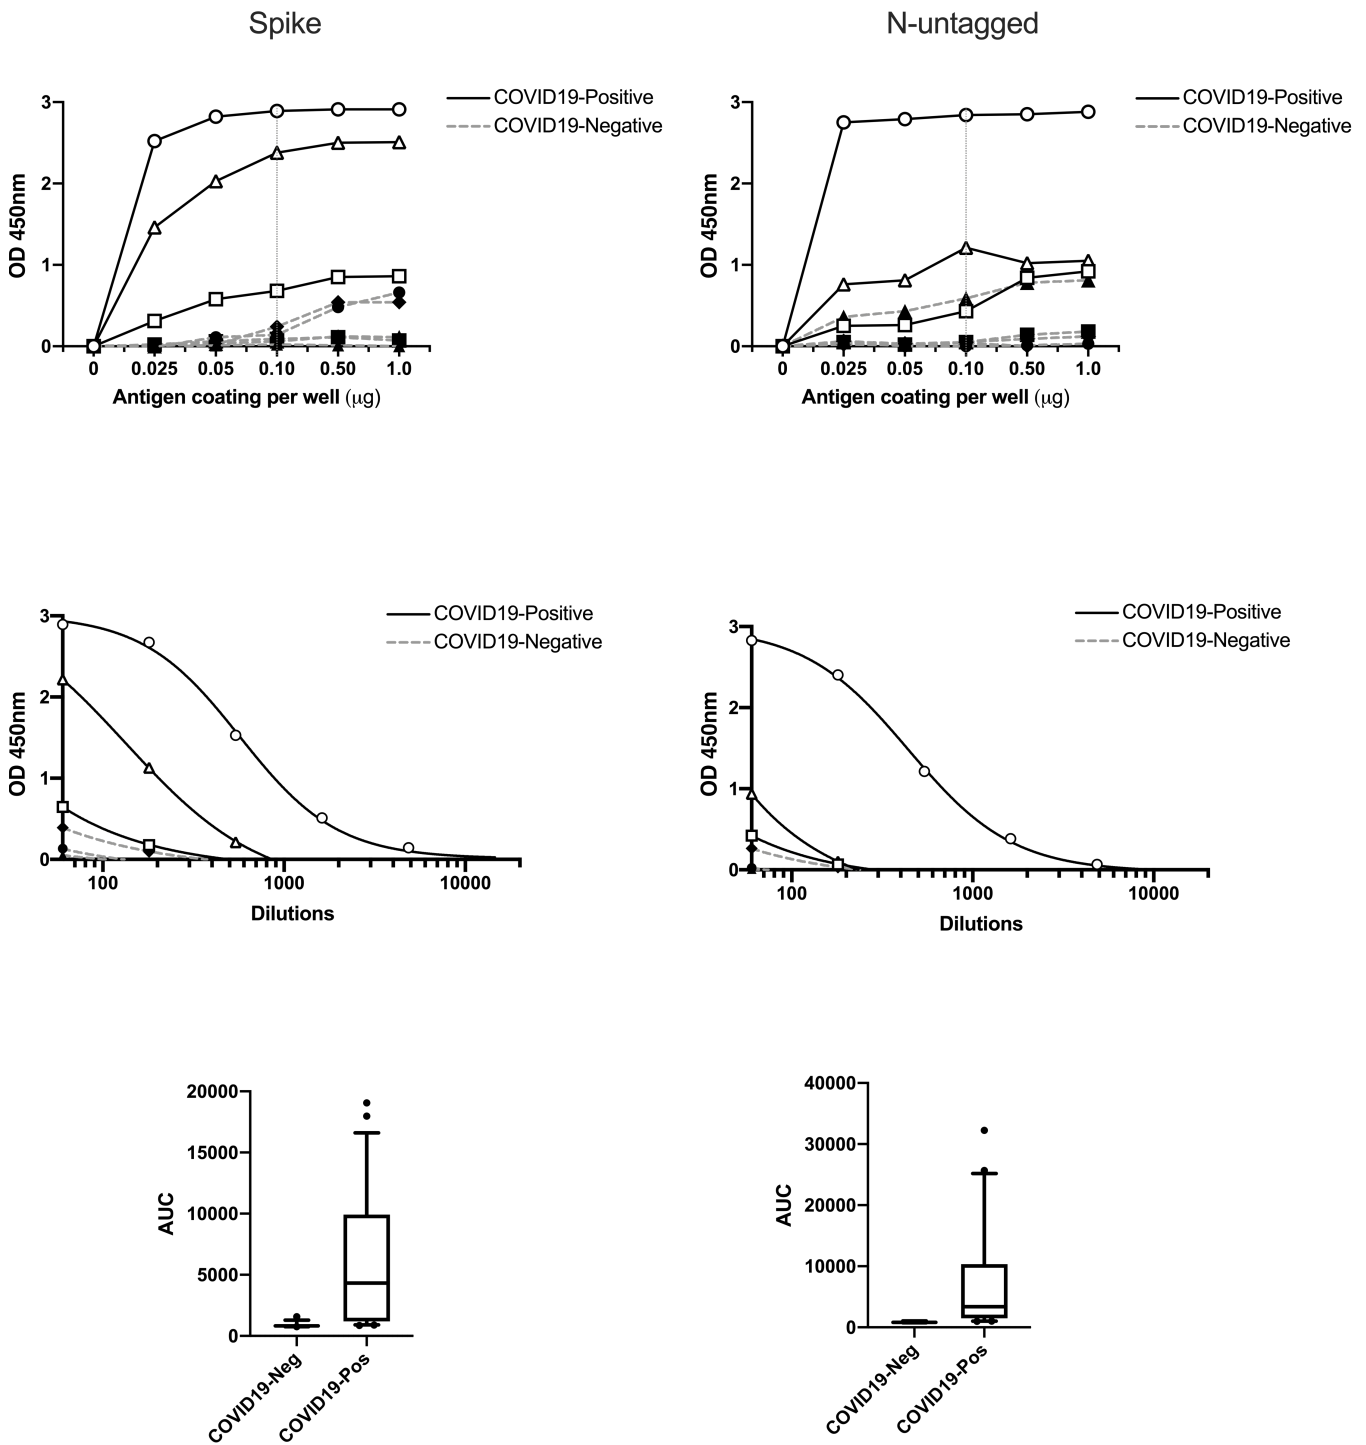 Spike
N-untagged
COVID19-Positive
COVID19-Negative
3
2
1
0
OD 450nm
0 0.025 0.05 0.10 0.50 1.0
Antigen coating per well (μg)
COVID19-Positive
COVID19-Negative
3
2
1
0
OD 450nm
0 0.025 0.05 0.10 0.50 1.0
Antigen coating per well (μg)
COVID19-Positive
COVID19-Negative
3
2
1
0
OD 450nm
100 1000 10000
Dilutions
COVID19-Positive
COVID19-Negative
3
2
1
0
OD 450nm
100 1000 10000
Dilutions
20000
15000
10000
5000
0
AUC
COVID19-Neg
COVID19-Pos
40000
30000
20000
10000
0
AUC
COVID19-Neg
COVID19-Pos